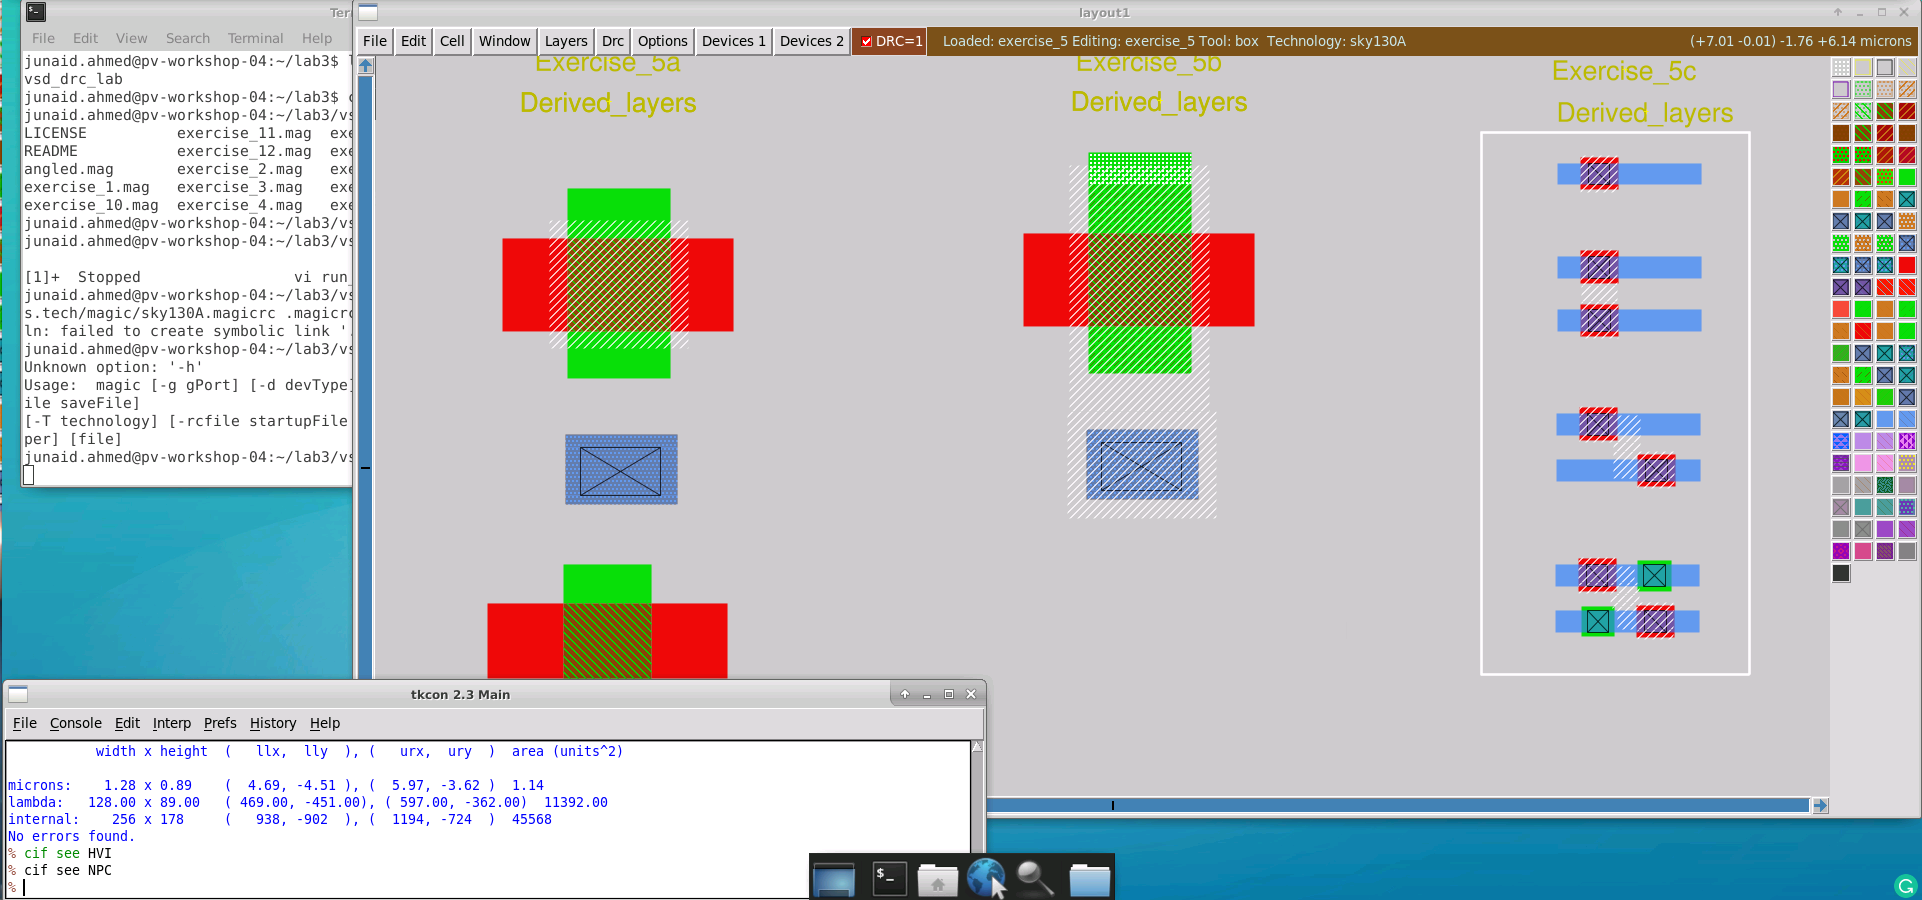 Ter
File Edit View Search Terminal Help
junaid.ahmed@pv-workshop-04:~/lab3$ l
vsd_drc_lab
junaid.ahmed@pv-workshop-04:~/lab3$ c
junaid.ahmed@pv-workshop-04:~/lab3/vs
LICENSE exercise_11.mag exe
README exercise_12.mag exe
angled.mag exercise_2.mag exe
exercise_1.mag exercise_3.mag exe
exercise_10.mag exercise_4.mag exe
junaid.ahmed@pv-workshop-04:~/lab3/vs
junaid.ahmed@pv-workshop-04:~/lab3/vs
[1]+ Stopped vi run_
junaid.ahmed@pv-workshop-04:~/lab3/vs
s.tech/magic/sky130A.magicrc .magicrc
ln: failed to create symbolic link '.
junaid.ahmed@pv-workshop-04:~/lab3/vs
Unknown option: '-h'
Usage: magic [-g gPort] [-d devType]
ile saveFile]
[-T technology] [-rcfile startupFile
per] [file]
junaid.ahmed@pv-workshop-04:~/lab3/vs
layout1
File Edit Cell Window Layers Drc Options Devices 1 Devices 2 DRC=1 Loaded: exercise_5 Editing: exercise_5 Tool: box Technology: sky130A (+7.01 -0.01) -1.76 +6.14 microns
Exercise_5a
Derived_layers
Exercise_5b
Derived_layers
Exercise_5c
Derived_layers
tkcon 2.3 Main
File Console Edit Interp Prefs History Help
width x height ( llx, lly ), ( urx, ury ) area (units^2)
microns: 1.28 x 0.89 ( 4.69, -4.51 ), ( 5.97, -3.62 ) 1.14
lambda: 128.00 x 89.00 ( 469.00, -451.00), ( 597.00, -362.00) 11392.00
internal: 256 x 178 ( 938, -902 ), ( 1194, -724 ) 45568
No errors found.
% cif see HVI
% cif see NPC
%
$_